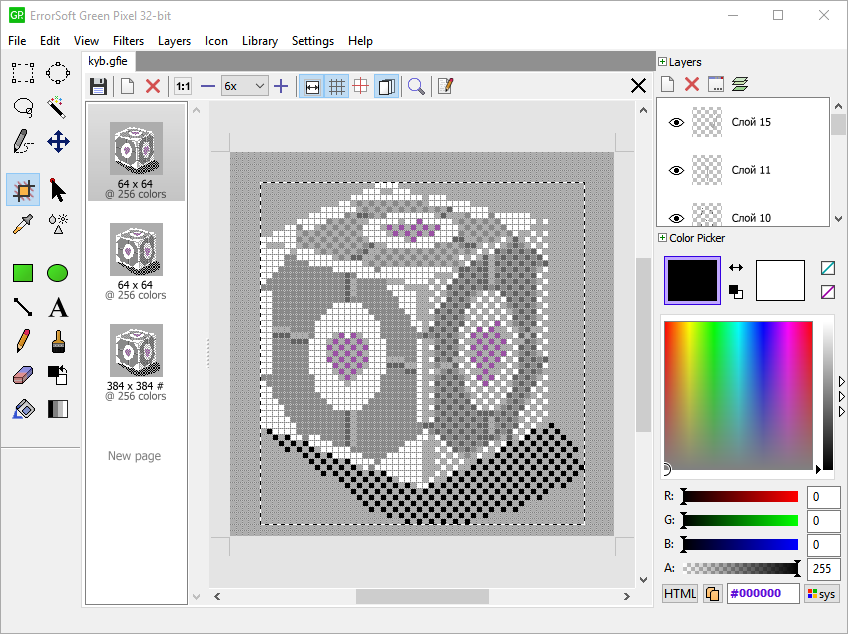 GP
ErrorSoft Green Pixel 32-bit
File Edit View Filters Layers Icon Library Settings Help
kyb.gfie
1:1 6x
64 x 64
@ 256 colors
64 x 64
@ 256 colors
384 x 384 #
@ 256 colors
New page
A
Layers
Слой 15
Слой 11
Слой 10
Color Picker
R: 0
G: 0
B: 0
A: 255
HTML #000000 sys